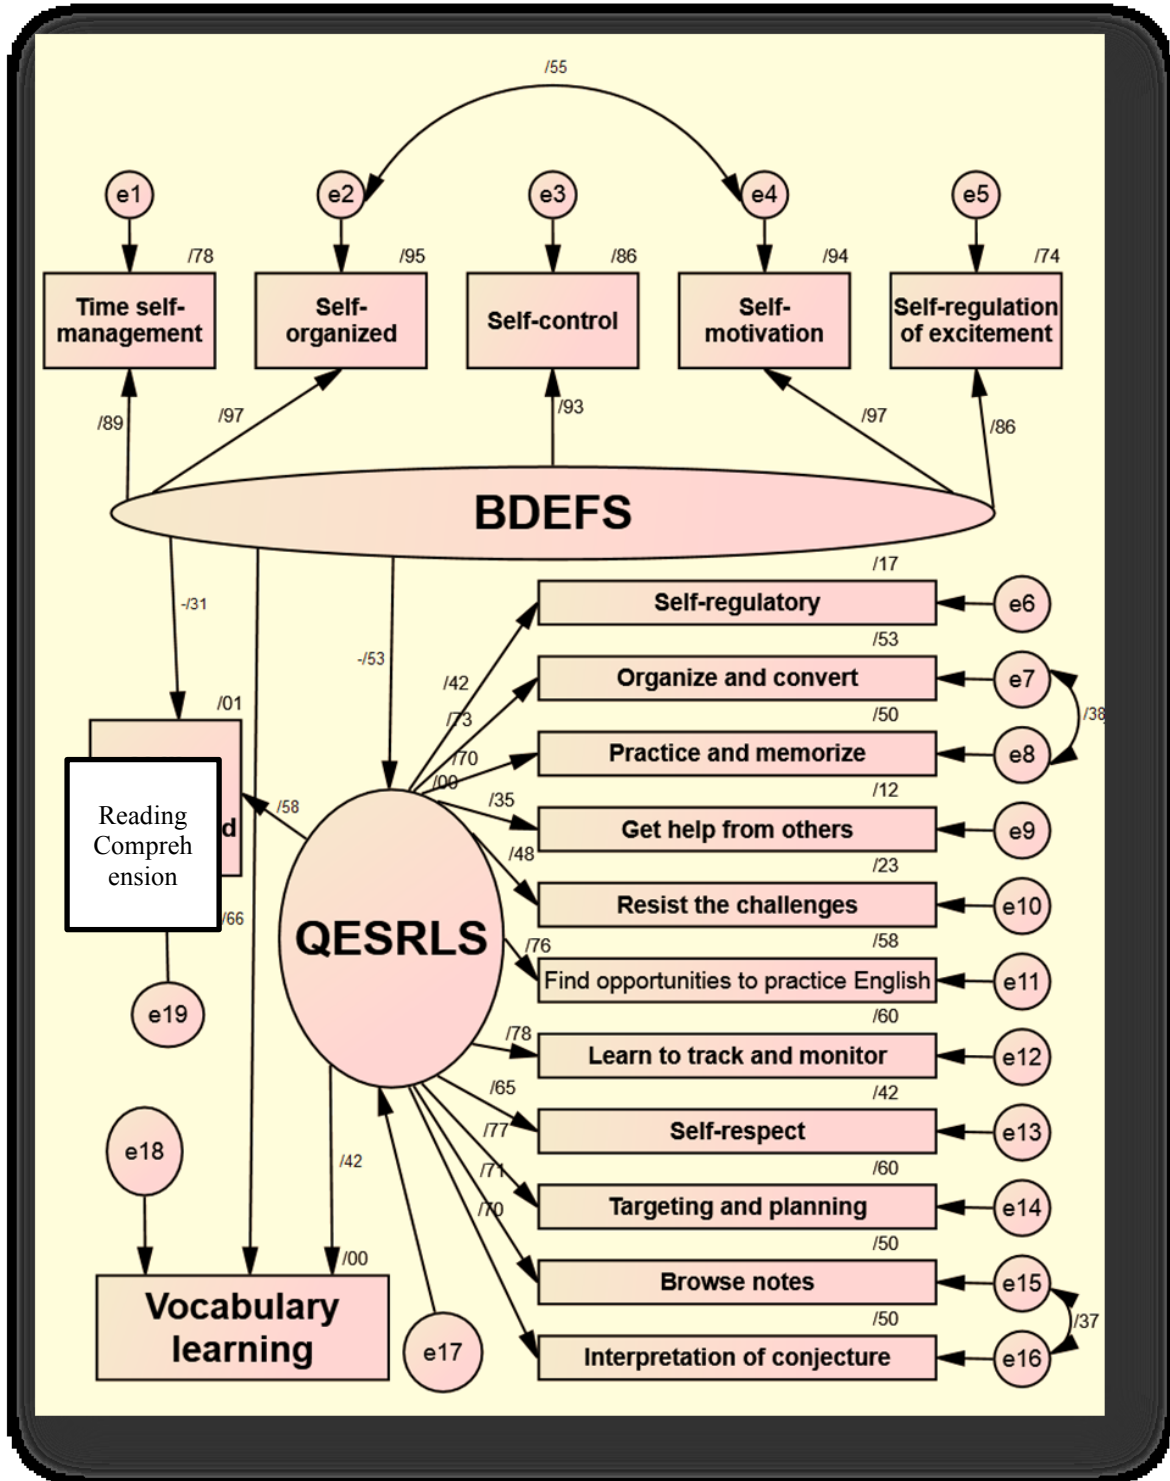 /55
e1
e2
e3
e4
e5
/78
/95
/86
/94
/74
Time self-
management
Self-
organized
Self-control
Self-
motivation
Self-regulation
of excitement
/89
/97
/93
/97
/86
BDEFS
-/31
-/53
/17
Self-regulatory
e6
/42
/53
Organize and convert
e7
/73
/38
/50
Practice and memorize
e8
/70
/00
/01
/12
Get help from others
e9
/35
/58
Reading
Compreh
ension
d
/48
/23
Resist the challenges
e10
/66
QESRLS
/76
/58
Find opportunities to practice English
e11
e19
/78
/60
Learn to track and monitor
e12
/65
/42
Self-respect
e13
/77
e18
/42
/71
/60
Targeting and planning
e14
/70
/50
Browse notes
e15
/37
/00
Vocabulary
learning
e17
/50
Interpretation of conjecture
e16